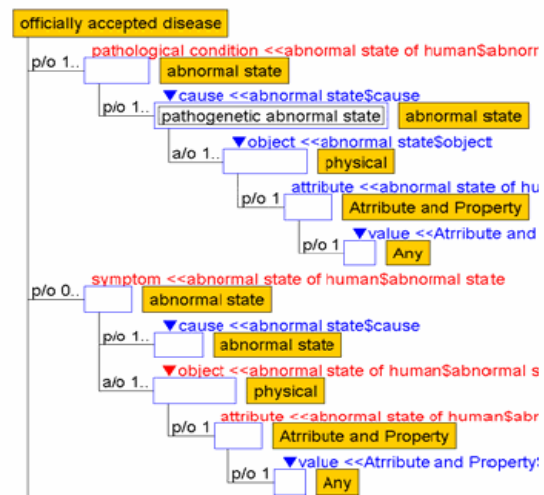 officially accepted disease
pathological condition <<abnormal state of human$abnorr
p/o 1.. abnormal state
▼cause <<abnormal state$cause
p/o 1.. pathogenetic abnormal state abnormal state
▼object <<abnormal state$object
a/o 1.. physical
attribute <<abnormal state of hu
p/o 1 Atrribute and Property
▼value <<Atrribute and
p/o 1 Any
symptom <<abnormal state of human$abnormal state
p/o 0.. abnormal state
▼cause <<abnormal state$cause
p/o 1.. abnormal state
▼object <<abnormal state of human$abnormal s
a/o 1.. physical
attribute <<abnormal state of human$abr
p/o 1 Atrribute and Property
▼value <<Atrribute and Property$
p/o 1 Any